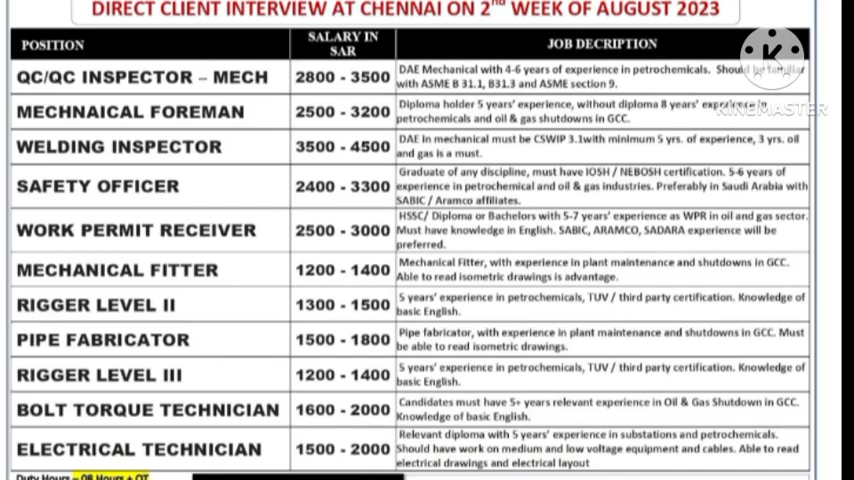 DIRECT CLIENT INTERVIEW AT CHENNAI ON 2nd WEEK OF AUGUST 2023
POSITION
SALARY IN
SAR
JOB DECRIPTION
QC/QC INSPECTOR – MECH
2800 - 3500
DAE Mechanical with 4-6 years of experience in petrochemicals. Should be familiar
with ASME B 31.1, B31.3 and ASME section 9.
MECHNAICAL FOREMAN
2500 - 3200
Diploma holder 5 years' experience, without diploma 8 years' experience in
petrochemicals and oil & gas shutdowns in GCC.
WELDING INSPECTOR
3500 - 4500
DAE in mechanical must be CSWIP 3.1with minimum 5 yrs. of experience, 3 yrs. oil
and gas is a must.
SAFETY OFFICER
2400 - 3300
Graduate of any discipline, must have IOSH / NEBOSH certification. 5-6 years of
experience in petrochemical and oil & gas industries. Preferably in Saudi Arabia with
SABIC / Aramco affiliates.
WORK PERMIT RECEIVER
2500 - 3000
HSSC/ Diploma or Bachelors with 5-7 years' experience as WPR in oil and gas sector.
Must have knowledge in English. SABIC, ARAMCO, SADARA experience will be
preferred.
MECHANICAL FITTER
1200 - 1400
Mechanical Fitter, with experience in plant maintenance and shutdowns in GCC.
Able to read isometric drawings is advantage.
RIGGER LEVEL II
1300 - 1500
5 years' experience in petrochemicals, TUV / third party certification. Knowledge of
basic English.
PIPE FABRICATOR
1500 - 1800
Pipe fabricator, with experience in plant maintenance and shutdowns in GCC. Must
be able to read isometric drawings.
RIGGER LEVEL III
1200 - 1400
5 years' experience in petrochemicals, TUV / third party certification. Knowledge of
basic English.
BOLT TORQUE TECHNICIAN
1600 - 2000
Candidates must have 5+ years relevant experience in Oil & Gas Shutdown in GCC.
Knowledge of basic English.
ELECTRICAL TECHNICIAN
1500 - 2000
Relevant diploma with 5 years' experience in substations and petrochemicals.
Should have work on medium and low voltage equipment and cables. Able to read
electrical drawings and electrical layout
Duty Hours – 08 Hours + OT
KINEMASTER